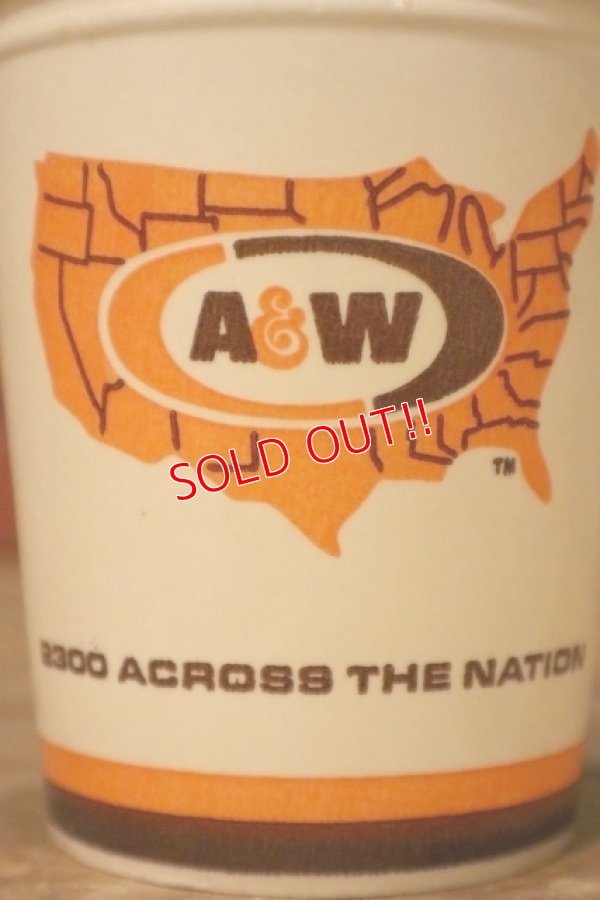 A&W
SOLD OUT!!
TM
2300 ACROSS THE NATION